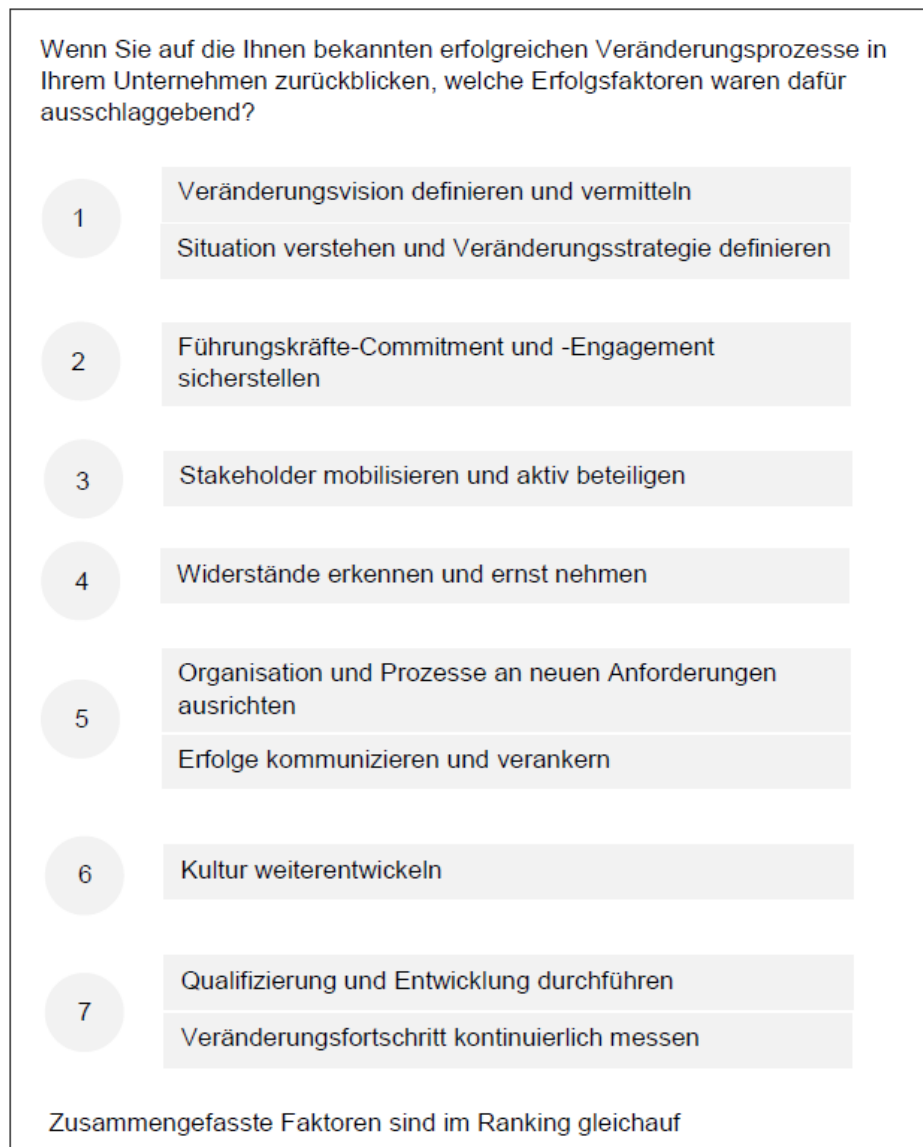 Wenn Sie auf die Ihnen bekannten erfolgreichen Veränderungsprozesse in
Ihrem Unternehmen zurückblicken, welche Erfolgsfaktoren waren dafür
ausschlaggebend?
1
Veränderungsvision definieren und vermitteln
Situation verstehen und Veränderungsstrategie definieren
2
Führungskräfte-Commitment und -Engagement
sicherstellen
3
Stakeholder mobilisieren und aktiv beteiligen
4
Widerstände erkennen und ernst nehmen
5
Organisation und Prozesse an neuen Anforderungen
ausrichten
Erfolge kommunizieren und verankern
6
Kultur weiterentwickeln
7
Qualifizierung und Entwicklung durchführen
Veränderungsfortschritt kontinuierlich messen
Zusammengefasste Faktoren sind im Ranking gleichauf